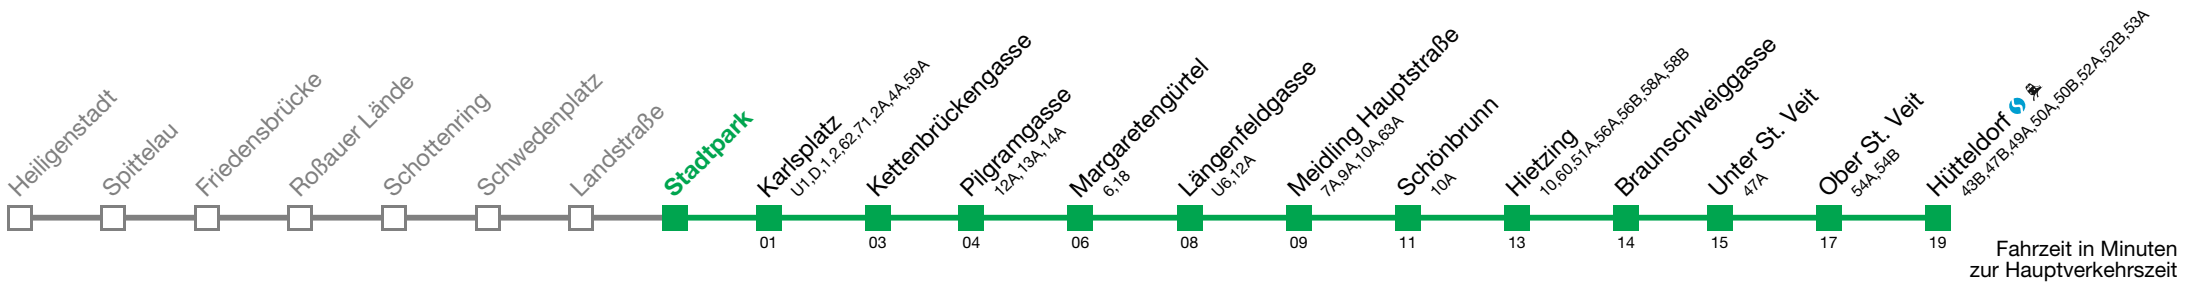 Heiligenstadt
Spittelau
Friedensbrücke
Roßauer Lände
Schottenring
Schwedenplatz
Landstraße
Stadtpark
Karlsplatz
U1,D,1,2,62,71,2A,4A,59A
Kettenbrückengasse
Pilgramgasse
12A,13A,14A
Margaretengürtel
6,18
Längenfeldgasse
U6,12A
Meidling Hauptstraße
7A,9A,10A,63A
Schönbrunn
10A
Hietzing
10,60,51A,56A,56B,58A,58B
Braunschweiggasse
Unter St. Veit
47A
Ober St. Veit
54A,54B
Hütteldorf
43B,47B,49A,50A,50B,52A,52B,53A
01 03 04 06 08 09 11 13 14 15 17 19
Fahrzeit in Minuten
zur Hauptverkehrszeit